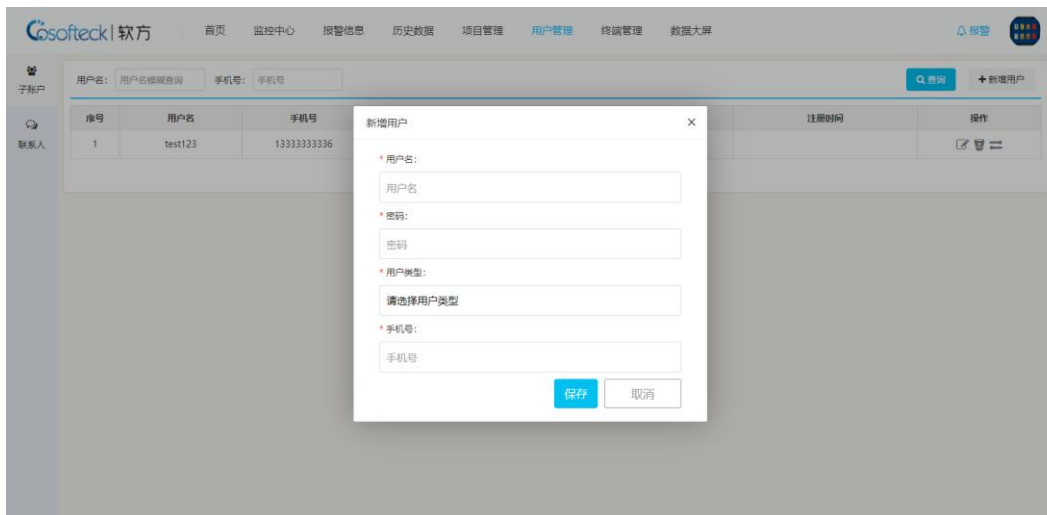 Cosofteck | 软方 首页 监控中心 报警信息 历史数据 项目管理 用户管理 终端管理 数据大屏 报警
子账户
联系人
用户名: 用户名模糊查询 手机号: 手机号 查询 +新增用户
序号 用户名 手机号 注册时间 操作
1 test123 13333333336
新增用户 ×
* 用户名:
用户名
* 密码:
密码
* 用户类型:
请选择用户类型
* 手机号:
手机号
保存 取消